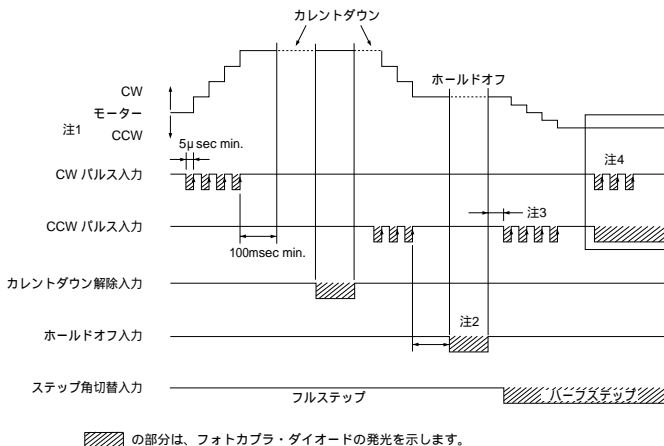 カレントダウン
ホールドオフ
CW
モーター
注1
CCW
5μsec min.
注4
CW パルス入力
注3
CCW パルス入力
100msec min.
カレントダウン解除入力
注2
ホールドオフ入力
ステップ角切替入力
フルステップ
ハーフステップ
の部分は、フォトカプラ・ダイオードの発光を示します。